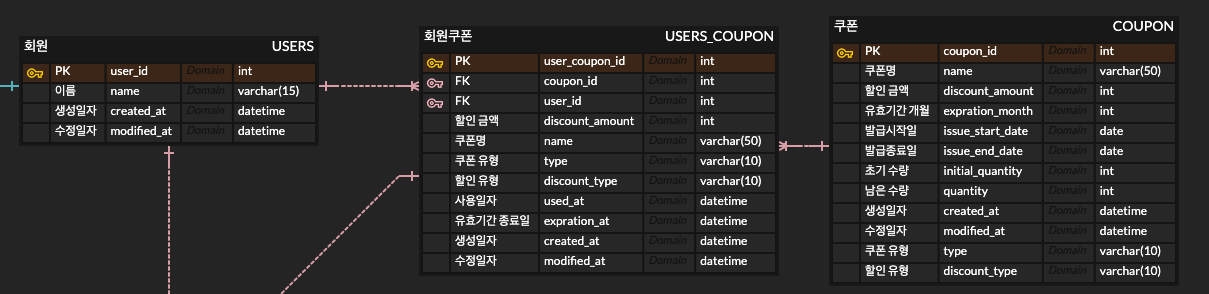 회원 USERS
PK user_id Domain int
이름 name Domain varchar(15)
생성일자 created_at Domain datetime
수정일자 modified_at Domain datetime
회원쿠폰 USERS_COUPON
PK user_coupon_id Domain int
FK coupon_id Domain int
FK user_id Domain int
할인 금액 discount_amount Domain int
쿠폰명 name Domain varchar(50)
쿠폰 유형 type Domain varchar(10)
할인 유형 discount_type Domain varchar(10)
사용일자 used_at Domain datetime
유효기간 종료일 expration_at Domain datetime
생성일자 created_at Domain datetime
수정일자 modified_at Domain datetime
쿠폰 COUPON
PK coupon_id Domain int
쿠폰명 name Domain varchar(50)
할인 금액 discount_amount Domain int
유효기간 개월 expration_month Domain int
발급시작일 issue_start_date Domain date
발급종료일 issue_end_date Domain date
초기 수량 initial_quantity Domain int
남은 수량 quantity Domain int
생성일자 created_at Domain datetime
수정일자 modified_at Domain datetime
쿠폰 유형 type Domain varchar(10)
할인 유형 discount_type Domain varchar(10)